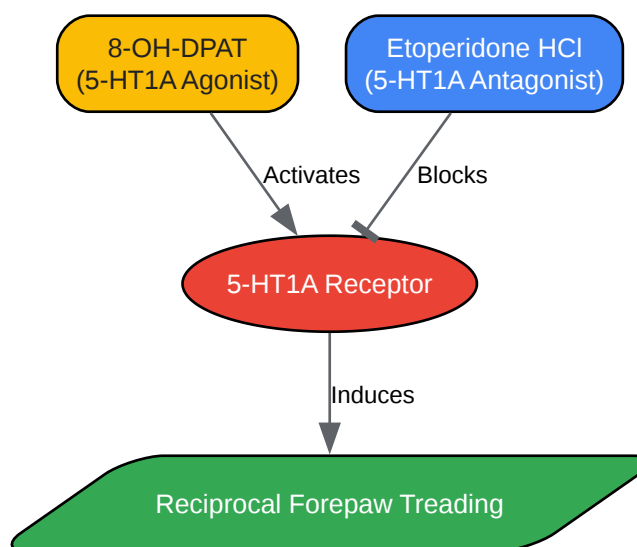 8-OH-DPAT
(5-HT1A Agonist)
Etoperidone HCl
(5-HT1A Antagonist)
Activates
Blocks
5-HT1A Receptor
Induces
Reciprocal Forepaw Treading